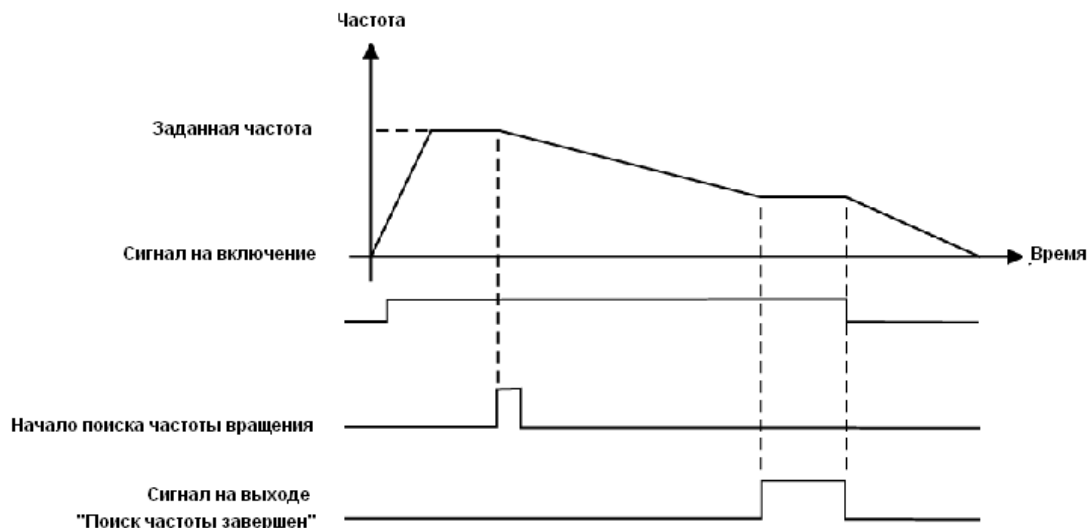 Частота
Заданная частота
Сигнал на включение
Время
Начало поиска частоты вращения
Сигнал на выходе
"Поиск частоты завершен"